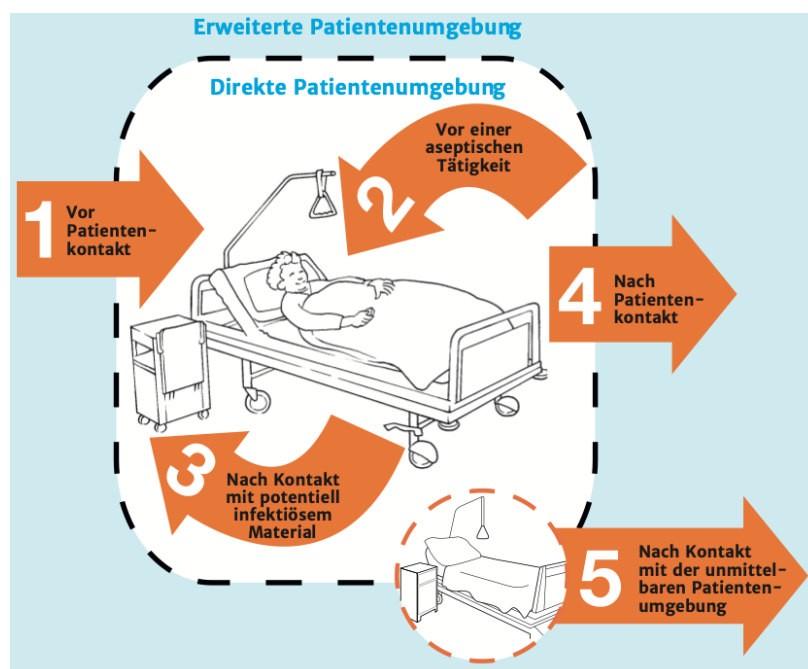 Erweiterte Patientenumgebung
Direkte Patientenumgebung
Vor einer
aseptischen
Tätigkeit
2
1
Vor
Patienten-
kontakt
4
Nach
Patienten-
kontakt
3
Nach Kontakt
mit potentiell
infektiösem
Material
5
Nach Kontakt
mit der unmittel-
baren Patienten-
umgebung